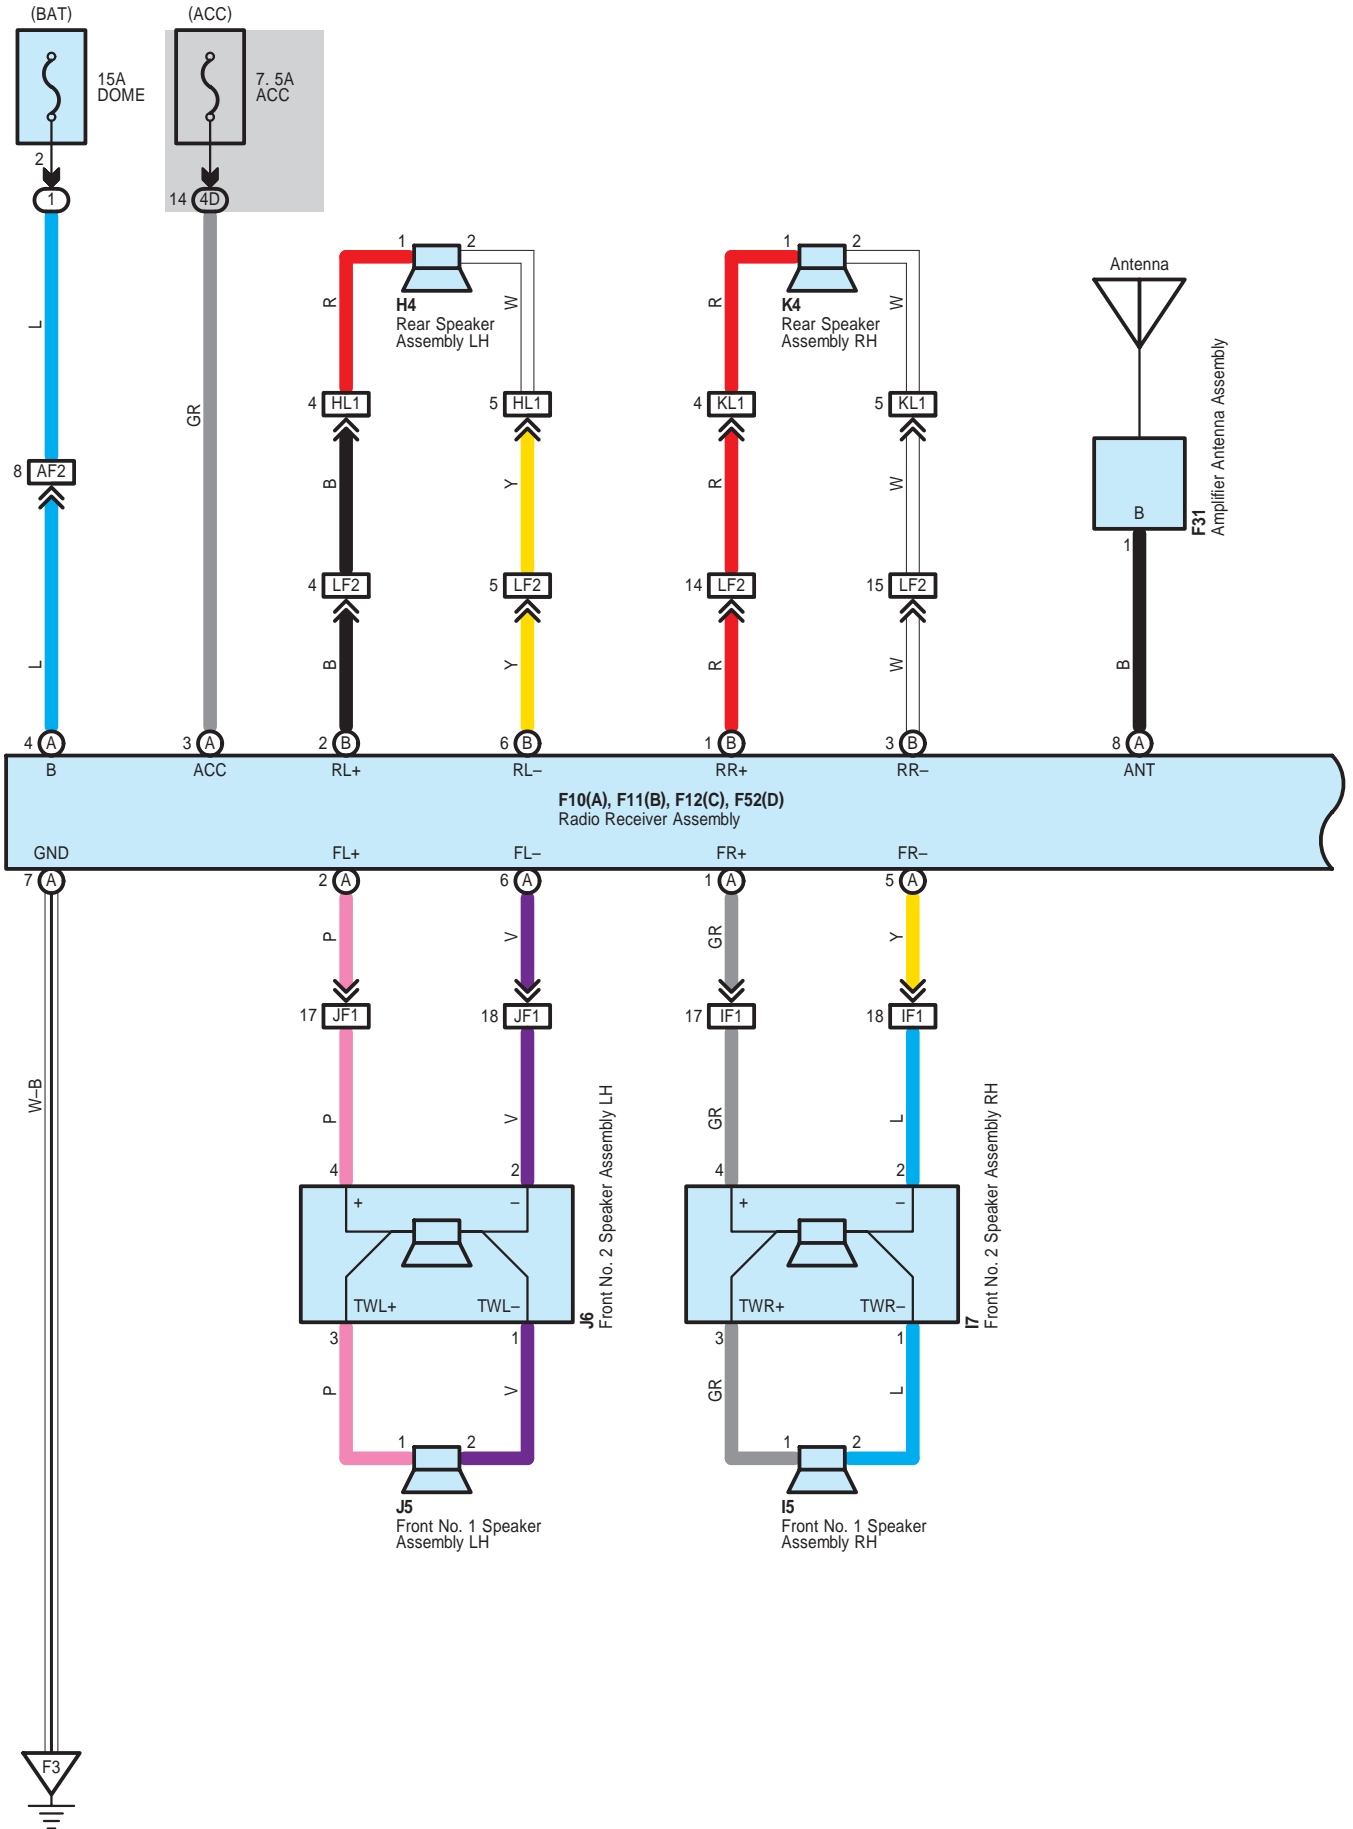 (BAT)
(ACC)
15A
DOME
7. 5A
ACC
2
1
14 4D
1 2
1 2
Antenna
L
R
W
R
W
H4
Rear Speaker
Assembly LH
K4
Rear Speaker
Assembly RH
F31
Amplifier Antenna Assembly
GR
4 HL1
5 HL1
4 KL1
5 KL1
8 AF2
B
Y
R
W
B
1
4 LF2
5 LF2
14 LF2
15 LF2
L
B
Y
R
W
B
4 A
3 A
2 B
6 B
1 B
3 B
8 A
B
ACC
RL+
RL–
RR+
RR–
ANT
F10(A), F11(B), F12(C), F52(D)
Radio Receiver Assembly
GND
FL+
FL–
FR+
FR–
7 A
2 A
6 A
1 A
5 A
P
V
GR
Y
17 JF1
18 JF1
17 IF1
18 IF1
W–B
P
V
GR
L
4
2
4
2
+
–
+
–
J6
Front No. 2 Speaker Assembly LH
I7
Front No. 2 Speaker Assembly RH
TWL+
TWL–
TWR+
TWR–
3
1
3
1
P
V
GR
L
1 2
1 2
J5
Front No. 1 Speaker
Assembly LH
I5
Front No. 1 Speaker
Assembly RH
F3